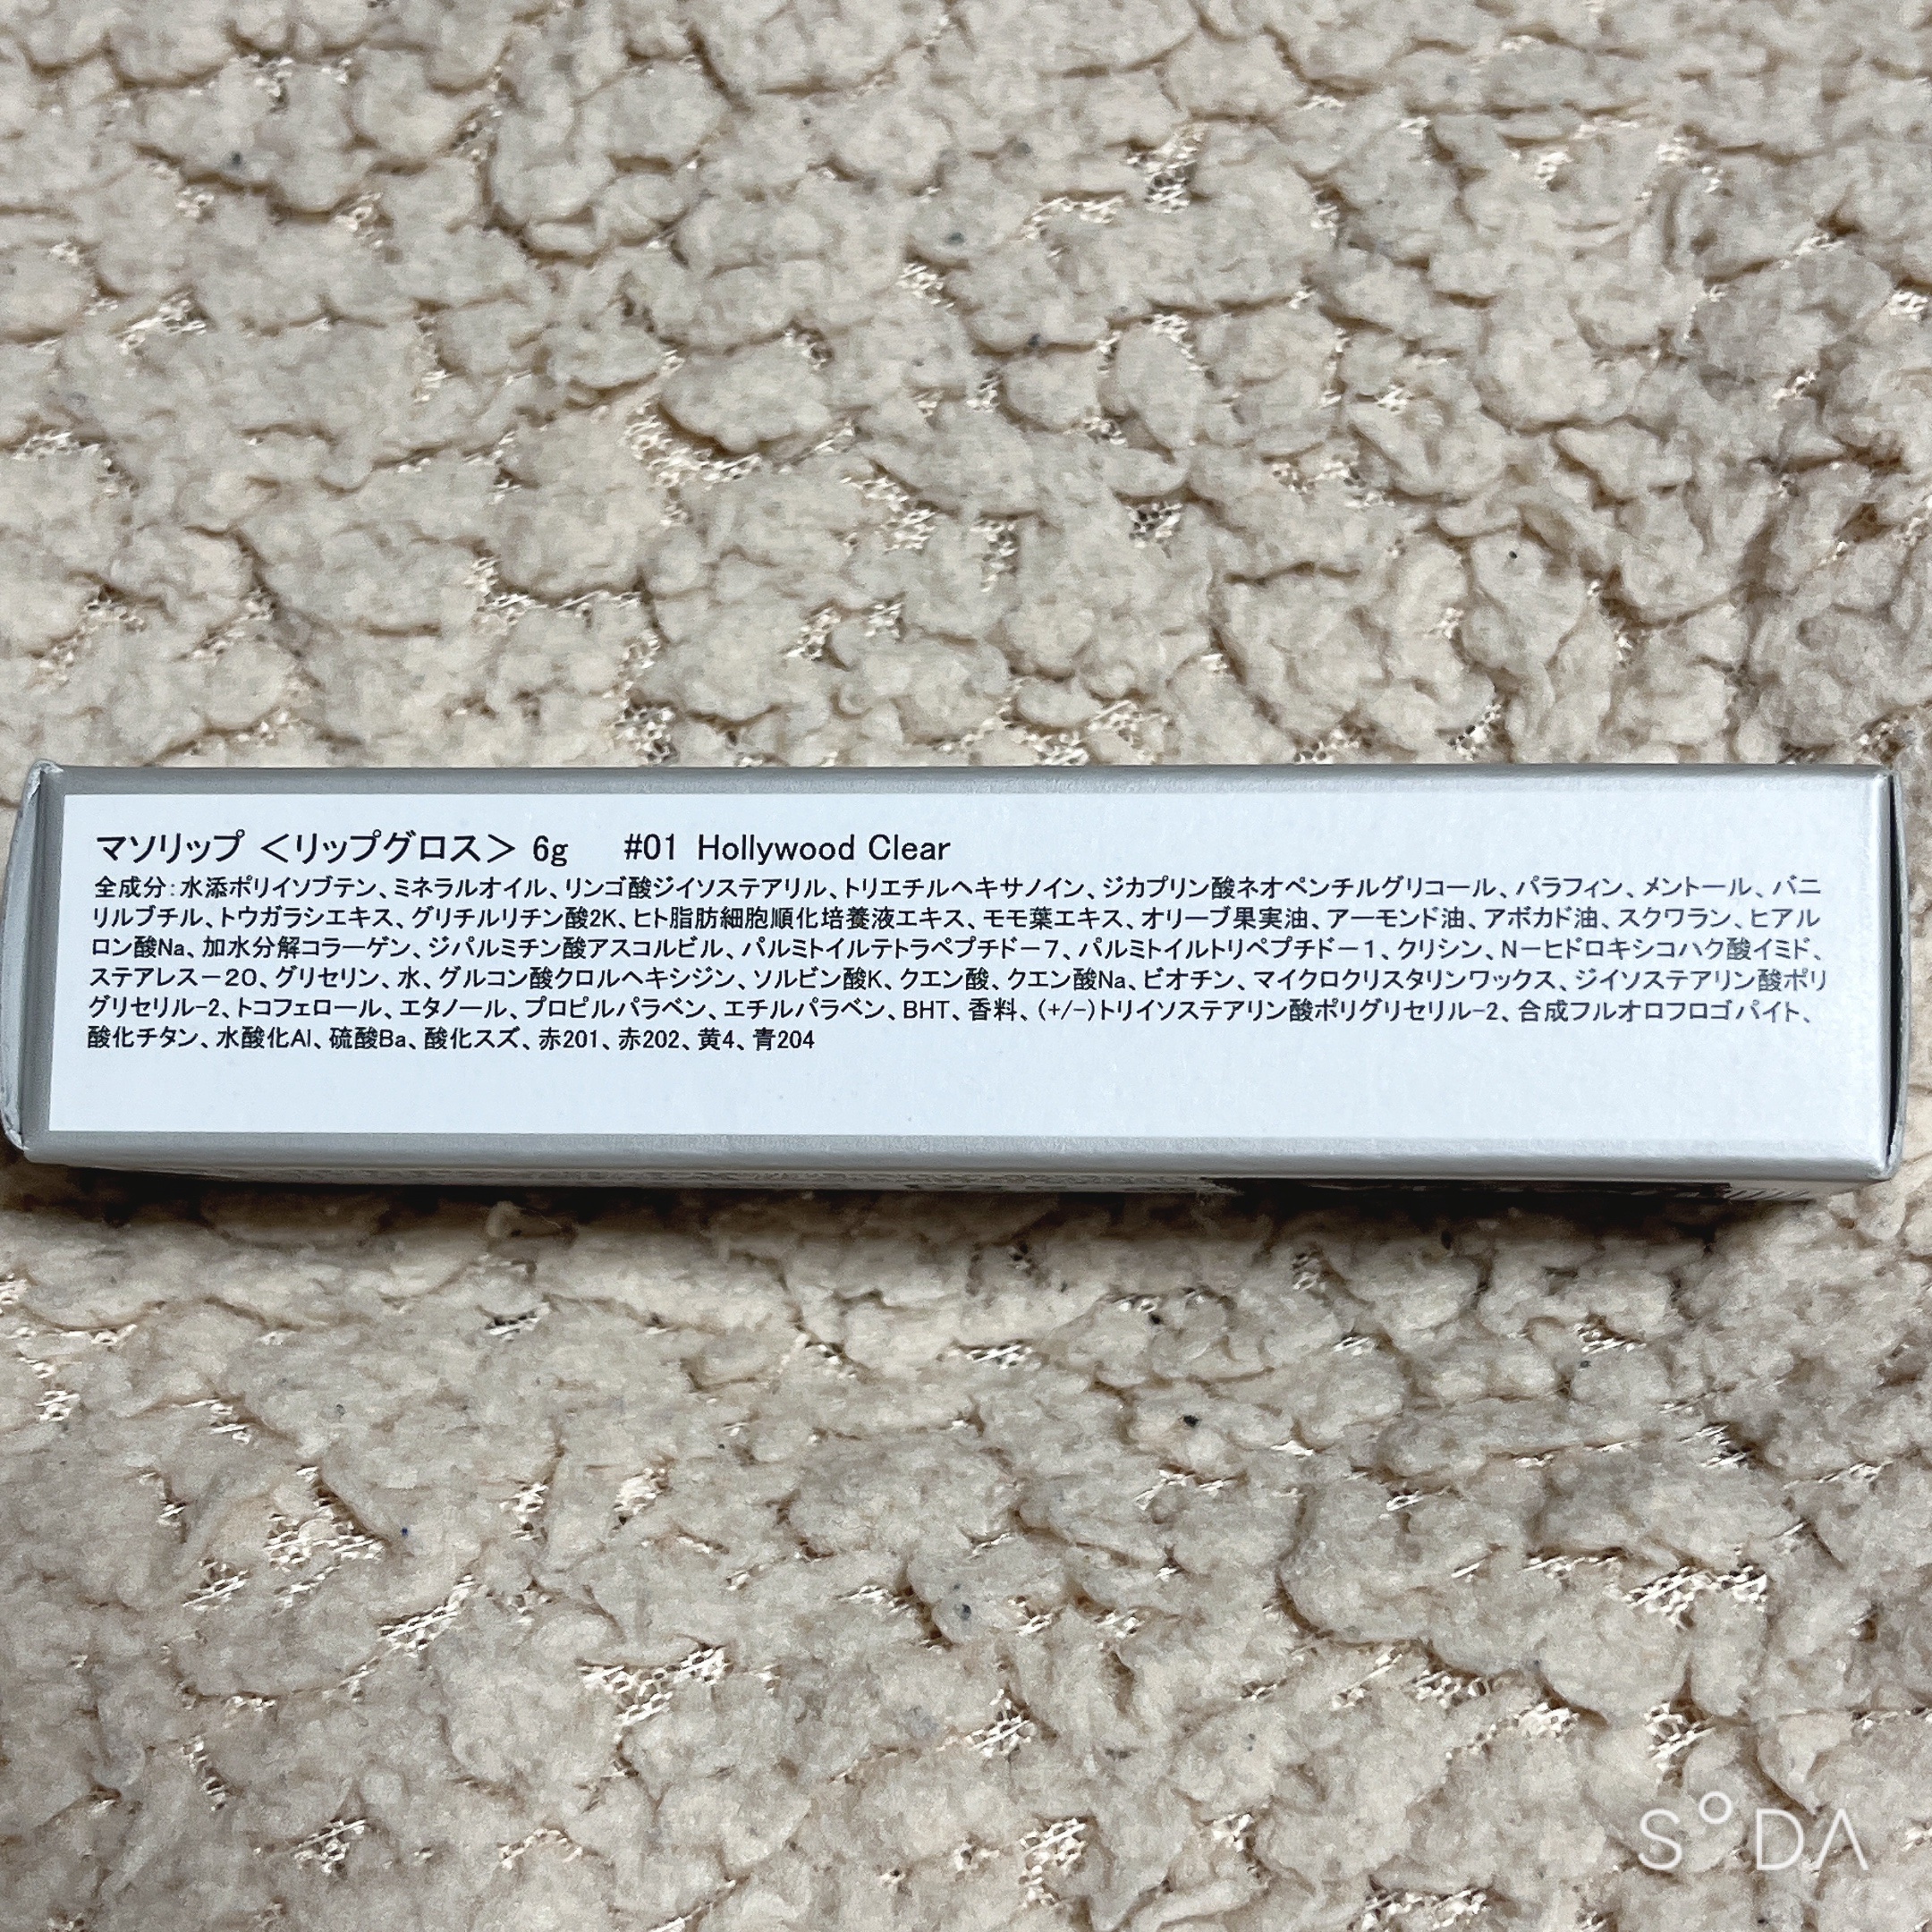 マソリップ <リップグロス> 6g #01 Hollywood Clear
全成分:水添ポリイソブテン、ミネラルオイル、リンゴ酸ジイソステアリル、トリエチルヘキサノイン、ジカプリン酸ネオペンチルグリコール、パラフィン、メントール、バニ
リルブチル、トウガラシエキス、グリチルリチン酸2K、ヒト脂肪細胞順化培養液エキス、モモ葉エキス、オリーブ果実油、アーモンド油、アボカド油、スクワラン、ヒアル
ロン酸Na、加水分解コラーゲン、ジパルミチン酸アスコルビル、パルミトイルテトラペプチドー7、パルミトイルトリペプチドー1、クリシン、Nーヒドロキシコハク酸イミド、
ステアレスー20、グリセリン、水、グルコン酸クロルヘキシジン、ソルビン酸K、クエン酸、クエン酸Na、ビオチン、マイクロクリスタリンワックス、ジイソステアリン酸ポリ
グリセリル-2、トコフェロール、エタノール、プロピルパラベン、エチルパラベン、BHT、香料、(+/-)トリイソステアリン酸ポリグリセリル-2、合成フルオロフロゴパイト、
酸化チタン、水酸化Al、硫酸Ba、酸化スズ、赤201、赤202、黄4、青204
SODA